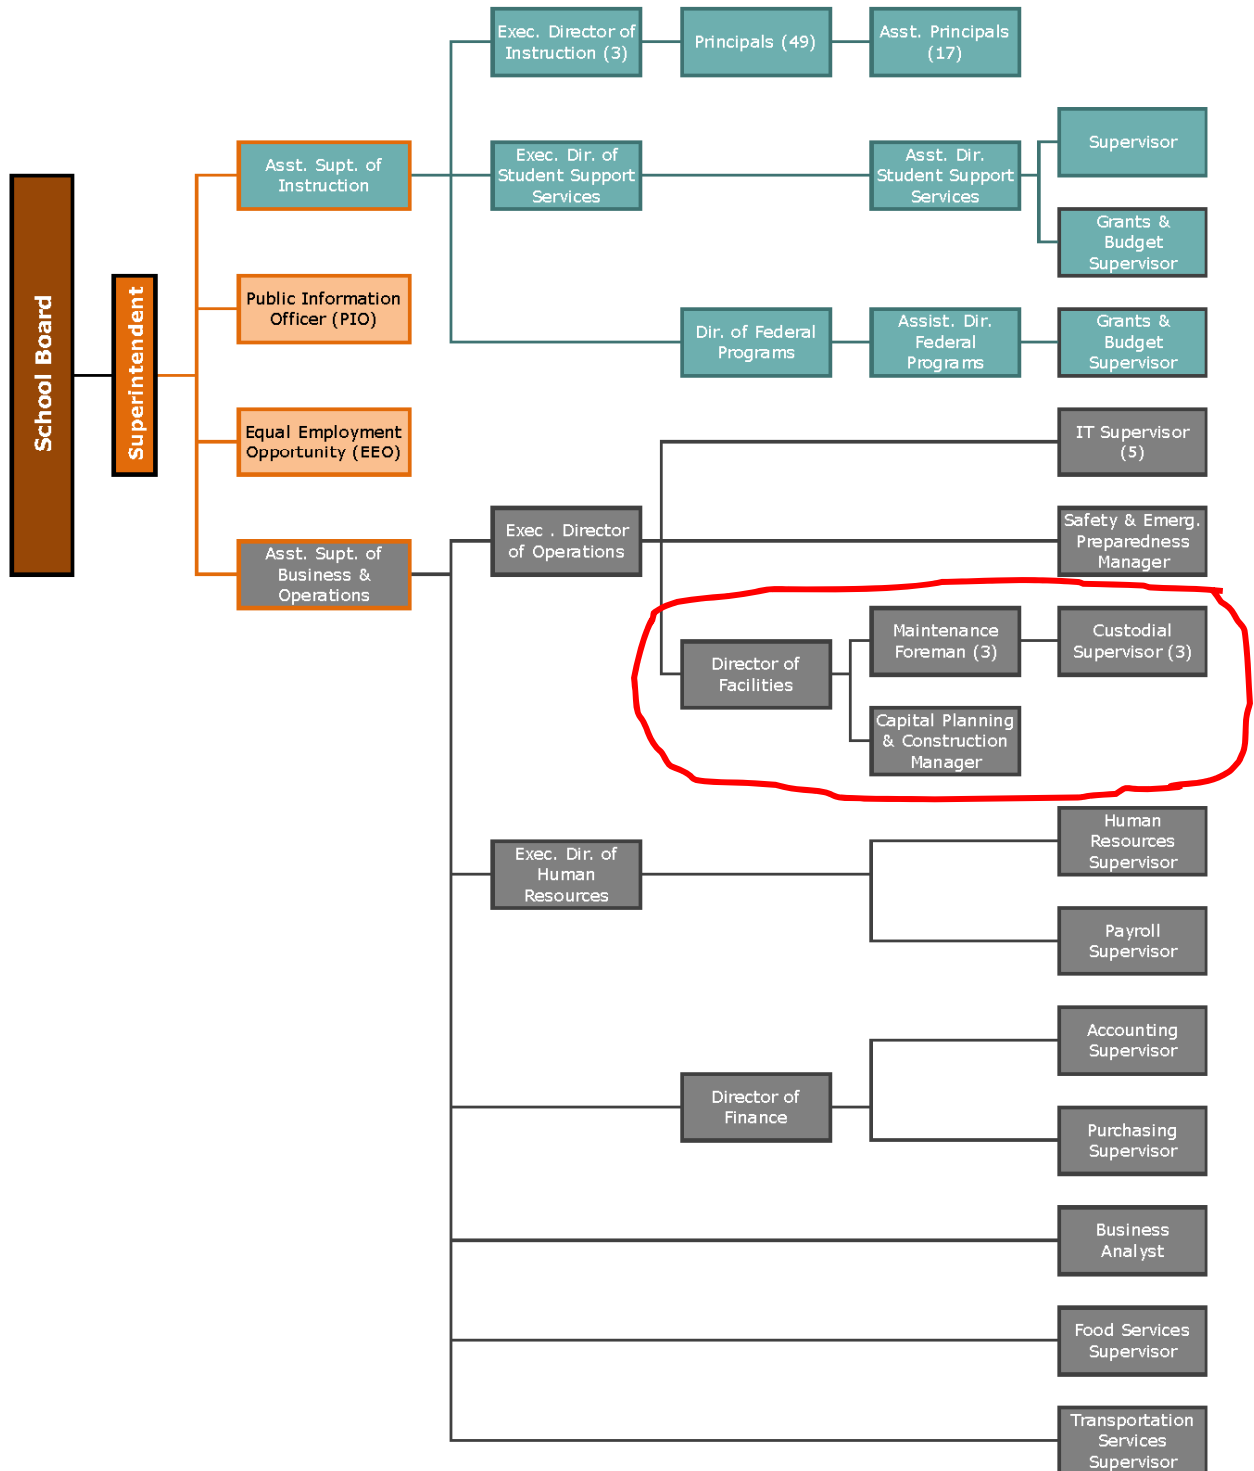 School Board
Superintendent
Asst. Supt. of
Instruction
Public Information
Officer (PIO)
Equal Employment
Opportunity (EEO)
Asst. Supt. of
Business &
Operations
Exec. Director of
Instruction (3)
Principals (49)
Asst. Principals
(17)
Exec. Dir. of
Student Support
Services
Asst. Dir.
Student Support
Services
Supervisor
Grants &
Budget
Supervisor
Dir. of Federal
Programs
Assist. Dir.
Federal
Programs
Grants &
Budget
Supervisor
Exec . Director
of Operations
IT Supervisor
(5)
Safety & Emerg.
Preparedness
Manager
Director of
Facilities
Maintenance
Foreman (3)
Custodial
Supervisor (3)
Capital Planning
& Construction
Manager
Exec. Dir. of
Human
Resources
Human
Resources
Supervisor
Payroll
Supervisor
Director of
Finance
Accounting
Supervisor
Purchasing
Supervisor
Business
Analyst
Food Services
Supervisor
Transportation
Services
Supervisor